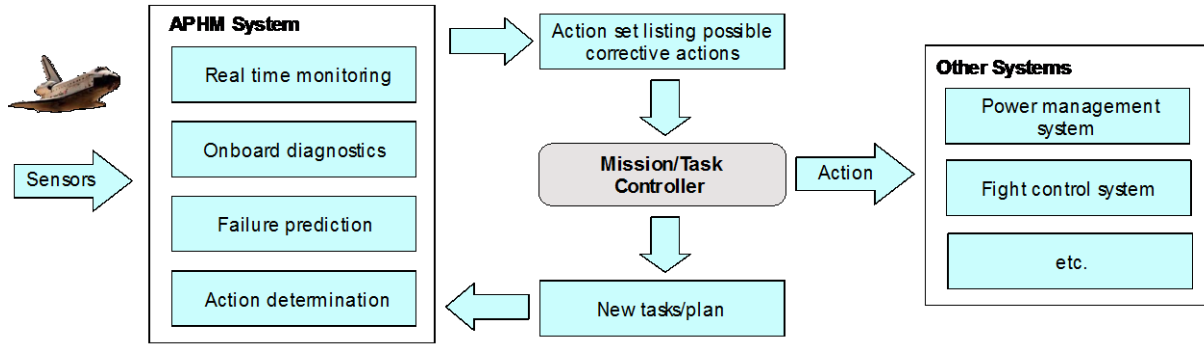 APHM System
Real time monitoring
Onboard diagnostics
Failure prediction
Action determination
Sensors
Action set listing possible
corrective actions
Mission/Task
Controller
New tasks/plan
Action
Other Systems
Power management
system
Fight control system
etc.